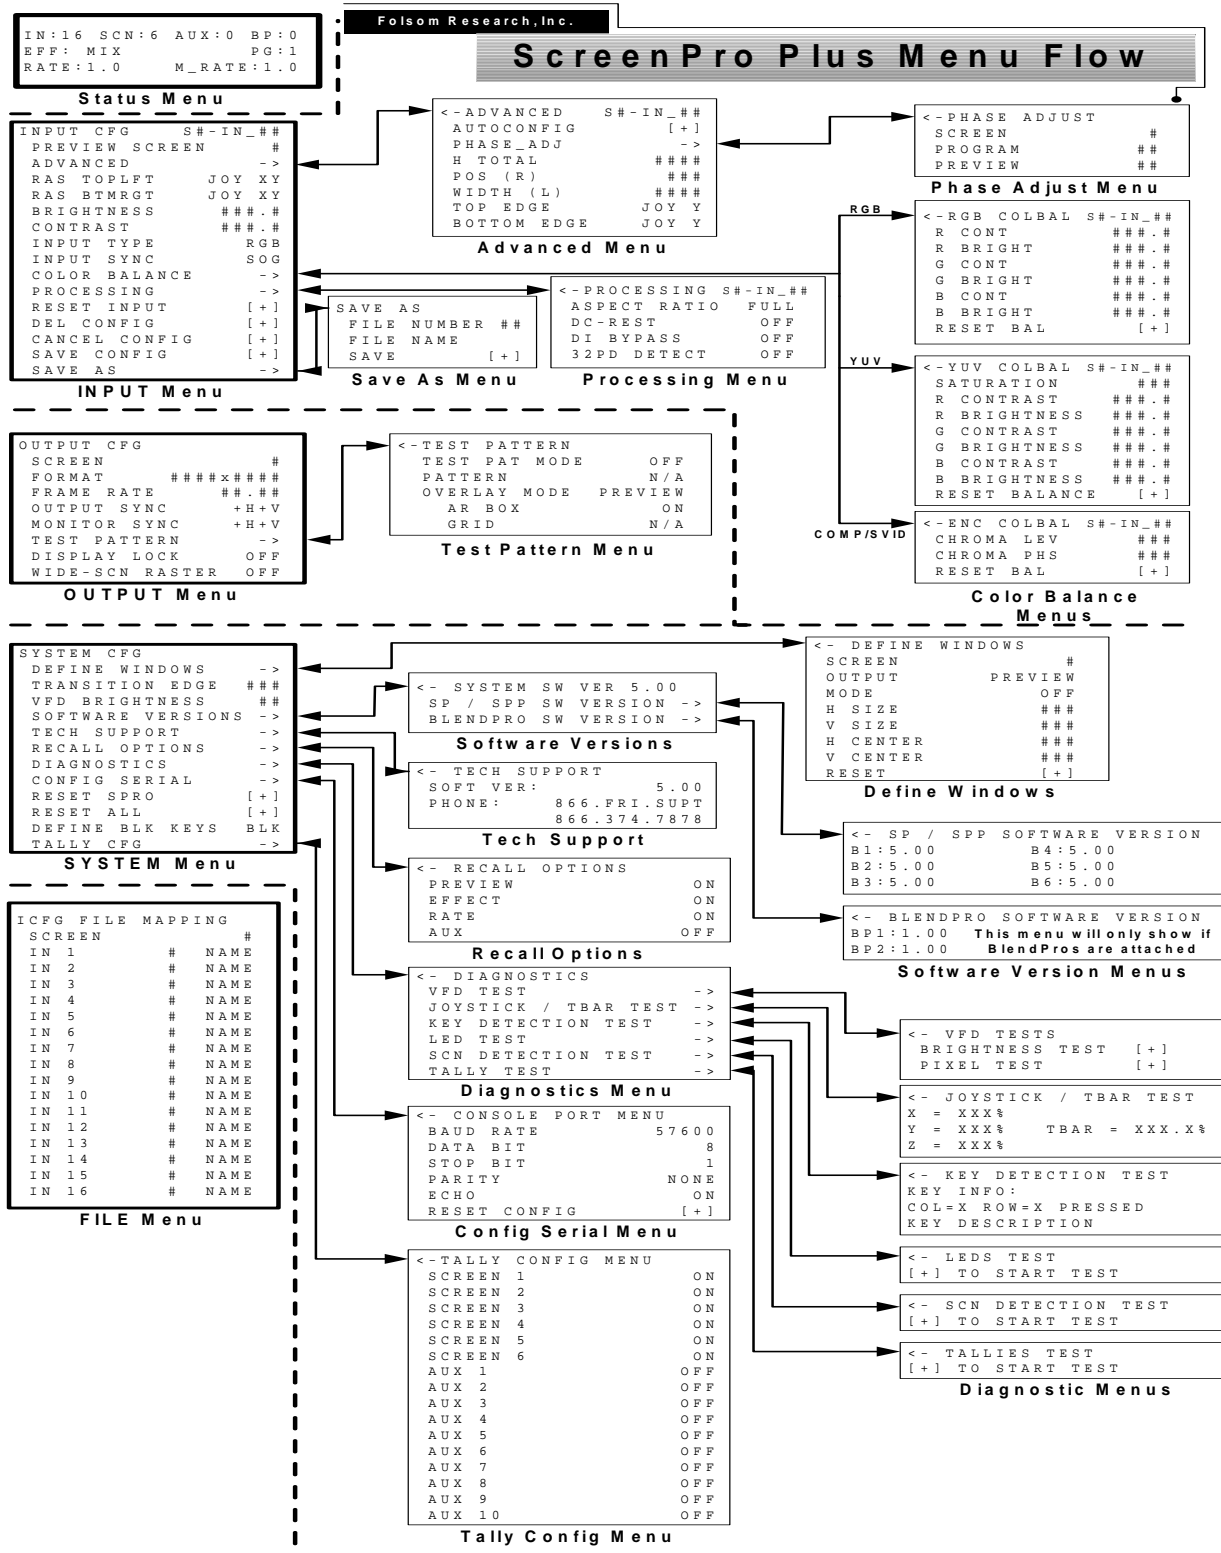 Folsom Research, Inc.
ScreenPro Plus Menu Flow
IN:16 SCN:6 AUX:0 BP:0
EFF: MIX PG:1
RATE:1.0 M_RATE:1.0
Status Menu
INPUT CFG S#-IN_##
PREVIEW SCREEN #
ADVANCED ->
RAS TOPLFT JOY XY
RAS BTMRGT JOY XY
BRIGHTNESS ###.#
CONTRAST ###.#
INPUT TYPE RGB
INPUT SYNC SOG
COLOR BALANCE ->
PROCESSING ->
RESET INPUT [+]
DEL CONFIG [+]
CANCEL CONFIG [+]
SAVE CONFIG [+]
SAVE AS ->
INPUT Menu
<-ADVANCED S#-IN_##
AUTOCONFIG [+]
PHASE_ADJ ->
H TOTAL ####
POS (R) ###
WIDTH (L) ####
TOP EDGE JOY Y
BOTTOM EDGE JOY Y
Advanced Menu
<-PHASE ADJUST
SCREEN #
PROGRAM ##
PREVIEW ##
Phase Adjust Menu
SAVE AS
FILE NUMBER ##
FILE NAME
SAVE [+]
Save As Menu
<-PROCESSING S#-IN_##
ASPECT RATIO FULL
DC-REST OFF
DI BYPASS OFF
32PD DETECT OFF
Processing Menu
RGB
<-RGB COLBAL S#-IN_##
R CONT ###.#
R BRIGHT ###.#
G CONT ###.#
G BRIGHT ###.#
B CONT ###.#
B BRIGHT ###.#
RESET BAL [+]
YUV
<-YUV COLBAL S#-IN_##
SATURATION ###
R CONTRAST ###.#
R BRIGHTNESS ###.#
G CONTRAST ###.#
G BRIGHTNESS ###.#
B CONTRAST ###.#
B BRIGHTNESS ###.#
RESET BALANCE [+]
COMP/SVID
<-ENC COLBAL S#-IN_##
CHROMA LEV ###
CHROMA PHS ###
RESET BAL [+]
Color Balance
Menus
OUTPUT CFG
SCREEN #
FORMAT ####x####
FRAME RATE ##.##
OUTPUT SYNC +H+V
MONITOR SYNC +H+V
TEST PATTERN ->
DISPLAY LOCK OFF
WIDE-SCN RASTER OFF
OUTPUT Menu
<-TEST PATTERN
TEST PAT MODE OFF
PATTERN N/A
OVERLAY MODE PREVIEW
AR BOX ON
GRID N/A
Test Pattern Menu
SYSTEM CFG
DEFINE WINDOWS ->
TRANSITION EDGE ###
VFD BRIGHTNESS ##
SOFTWARE VERSIONS ->
TECH SUPPORT ->
RECALL OPTIONS ->
DIAGNOSTICS ->
CONFIG SERIAL ->
RESET SPRO [+]
RESET ALL [+]
DEFINE BLK KEYS BLK
TALLY CFG ->
SYSTEM Menu
<- DEFINE WINDOWS
SCREEN #
OUTPUT PREVIEW
MODE OFF
H SIZE ###
V SIZE ###
H CENTER ###
V CENTER ###
RESET [+]
Define Windows
<- SYSTEM SW VER 5.00
SP / SPP SW VERSION ->
BLENDPRO SW VERSION ->
Software Versions
<- TECH SUPPORT
SOFT VER: 5.00
PHONE: 866.FRI.SUPT
866.374.7878
Tech Support
<- SP / SPP SOFTWARE VERSION
B1:5.00 B4:5.00
B2:5.00 B5:5.00
B3:5.00 B6:5.00
<- BLENDPRO SOFTWARE VERSION
BP1:1.00 This menu will only show if
BP2:1.00 BlendPros are attached
Software Version Menus
<- RECALL OPTIONS
PREVIEW ON
EFFECT ON
RATE ON
AUX OFF
Recall Options
ICFG FILE MAPPING
SCREEN #
IN 1 # NAME
IN 2 # NAME
IN 3 # NAME
IN 4 # NAME
IN 5 # NAME
IN 6 # NAME
IN 7 # NAME
IN 8 # NAME
IN 9 # NAME
IN 10 # NAME
IN 11 # NAME
IN 12 # NAME
IN 13 # NAME
IN 14 # NAME
IN 15 # NAME
IN 16 # NAME
FILE Menu
<- DIAGNOSTICS
VFD TEST ->
JOYSTICK / TBAR TEST ->
KEY DETECTION TEST ->
LED TEST ->
SCN DETECTION TEST ->
TALLY TEST ->
Diagnostics Menu
<- CONSOLE PORT MENU
BAUD RATE 57600
DATA BIT 8
STOP BIT 1
PARITY NONE
ECHO ON
RESET CONFIG [+]
Config Serial Menu
<-TALLY CONFIG MENU
SCREEN 1 ON
SCREEN 2 ON
SCREEN 3 ON
SCREEN 4 ON
SCREEN 5 ON
SCREEN 6 ON
AUX 1 OFF
AUX 2 OFF
AUX 3 OFF
AUX 4 OFF
AUX 5 OFF
AUX 6 OFF
AUX 7 OFF
AUX 8 OFF
AUX 9 OFF
AUX 10 OFF
Tally Config Menu
<- VFD TESTS
BRIGHTNESS TEST [+]
PIXEL TEST [+]
<- JOYSTICK / TBAR TEST
X = XXX%
Y = XXX% TBAR = XXX.X%
Z = XXX%
<- KEY DETECTION TEST
KEY INFO:
COL=X ROW=X PRESSED
KEY DESCRIPTION
<- LEDS TEST
[+] TO START TEST
<- SCN DETECTION TEST
[+] TO START TEST
<- TALLIES TEST
[+] TO START TEST
Diagnostic Menus